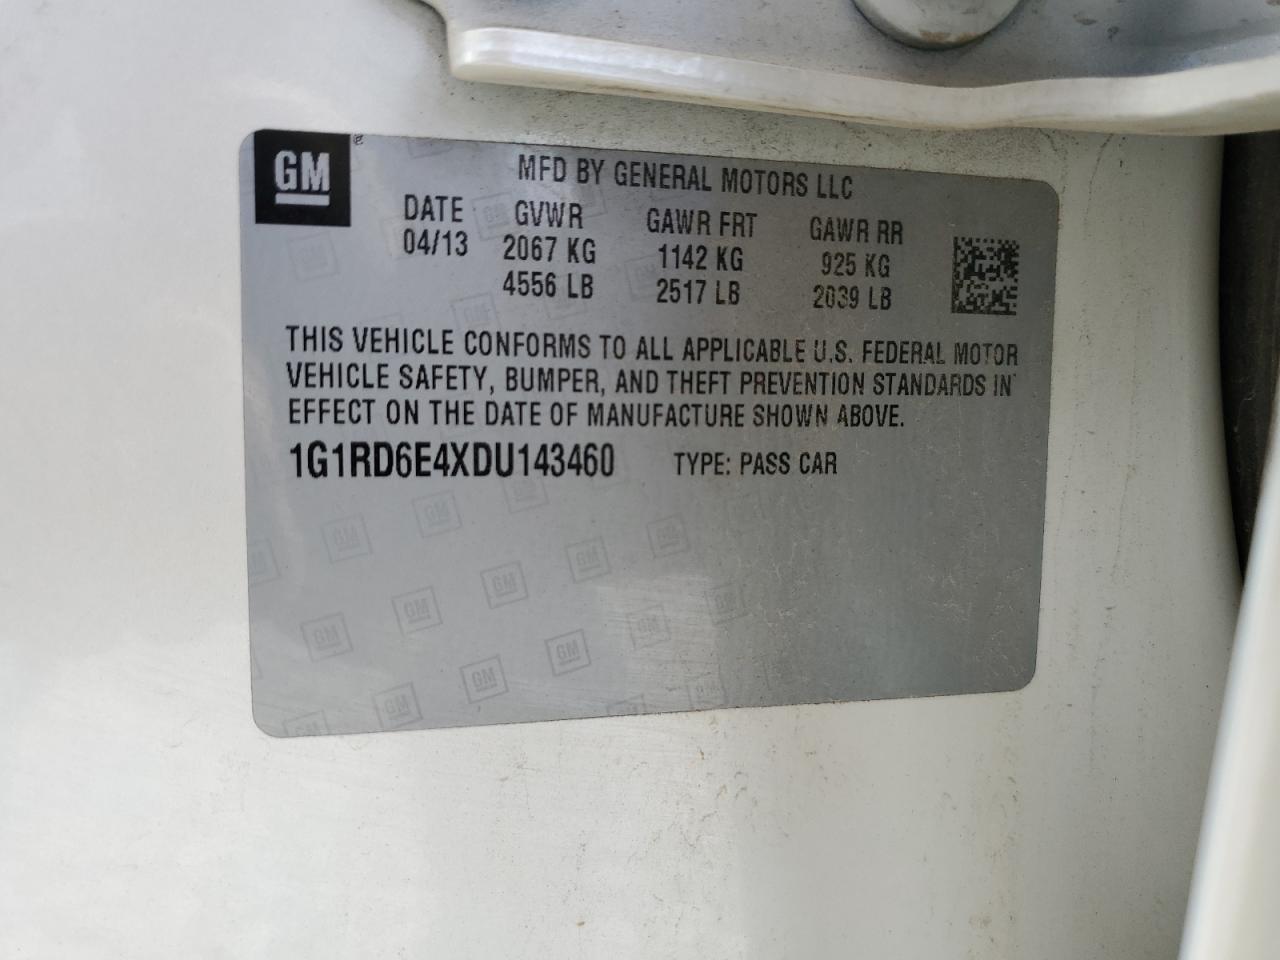 GM
MFD BY GENERAL MOTORS LLC
DATE GVWR GAWR FRT GAWR RR
04/13 2067 KG 1142 KG 925 KG
4556 LB 2517 LB 2039 LB
THIS VEHICLE CONFORMS TO ALL APPLICABLE U.S. FEDERAL MOTOR
VEHICLE SAFETY, BUMPER, AND THEFT PREVENTION STANDARDS IN
EFFECT ON THE DATE OF MANUFACTURE SHOWN ABOVE.
1G1RD6E4XDU143460 TYPE: PASS CAR